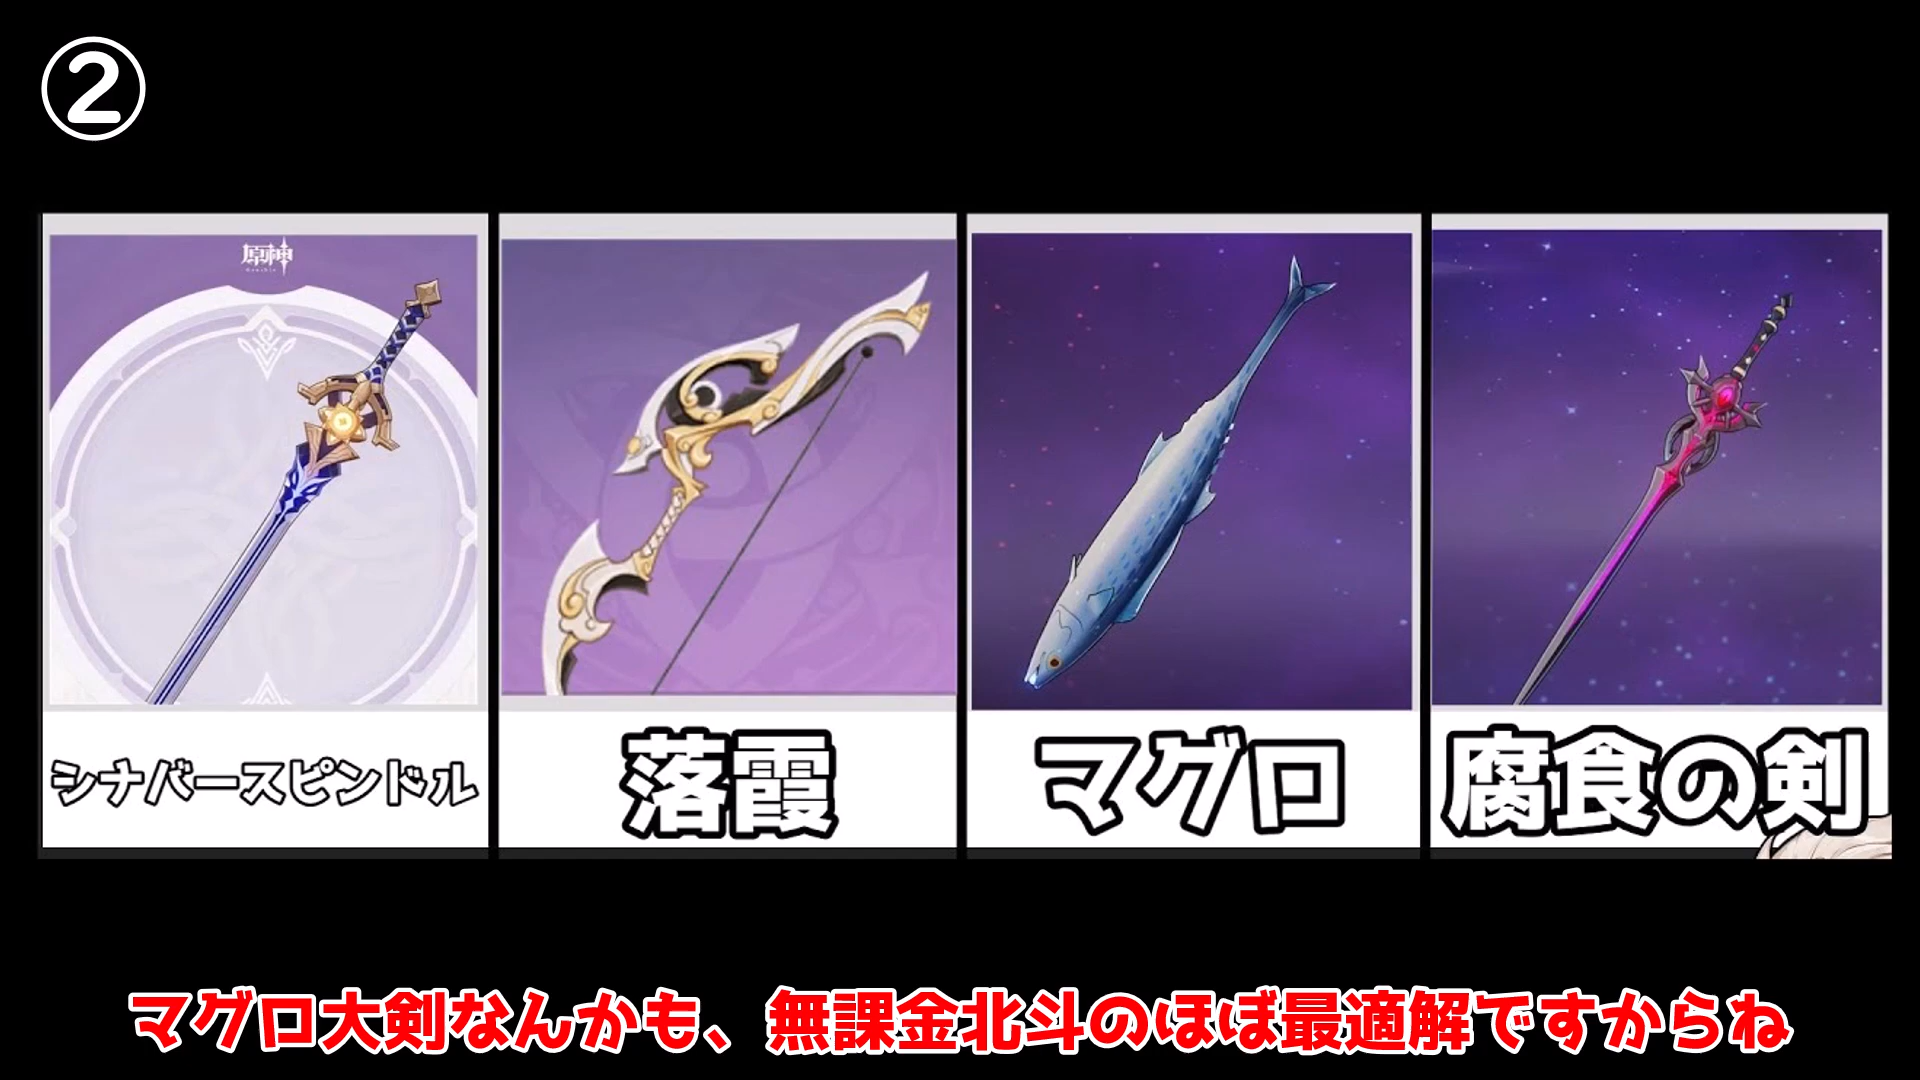 ②
原神
シナバースピンドル
落霞
マグロ
腐食の剣
マグロ大剣なんかも、無課金北斗のほぼ最適解ですからね